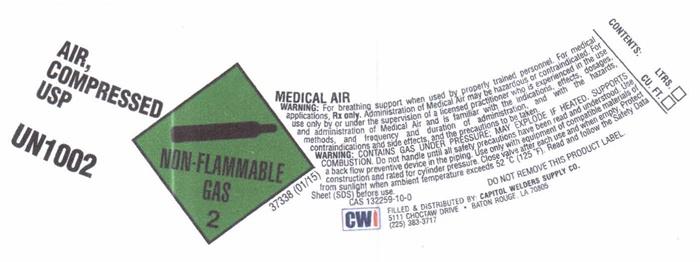 AIR,
COMPRESSED
USP
UN1002
NON-FLAMMABLE
GAS
2
37338 (01/15)
MEDICAL AIR
WARNING: For breathing support when used by properly trained personnel. For medical
applications, Rx only. Administration of Medical Air may be hazardous or contraindicated. For
use only by or under the supervision of a licensed practitioner who is experienced in the use
and administration of Medical Air and is familiar with the indications, effects, dosages,
methods, and frequency and duration of administration, and with the hazards,
contraindications and side effects, and the precautions to be taken.
WARNING: CONTAINS GAS UNDER PRESSURE. MAY EXPLODE IF HEATED. SUPPORTS
COMBUSTION. Do not handle until all safety precautions have been read and understood. Use
a back flow preventive device in the piping. Use only with equipment of compatible materials of
construction and rated for cylinder pressure. Close valve after each use and when empty. Protect
from sunlight when ambient temperature exceeds 52 °C (125 °F). Read and follow the Safety Data
Sheet (SDS) before use.
CAS 132259-10-0
DO NOT REMOVE THIS PRODUCT LABEL.
CWI
FILLED & DISTRIBUTED BY: CAPITOL WELDERS SUPPLY CO.
5111 CHOCTAW DRIVE • BATON ROUGE, LA 70805
(225) 383-3717
CONTENTS:
LTRS.
CU. FT.